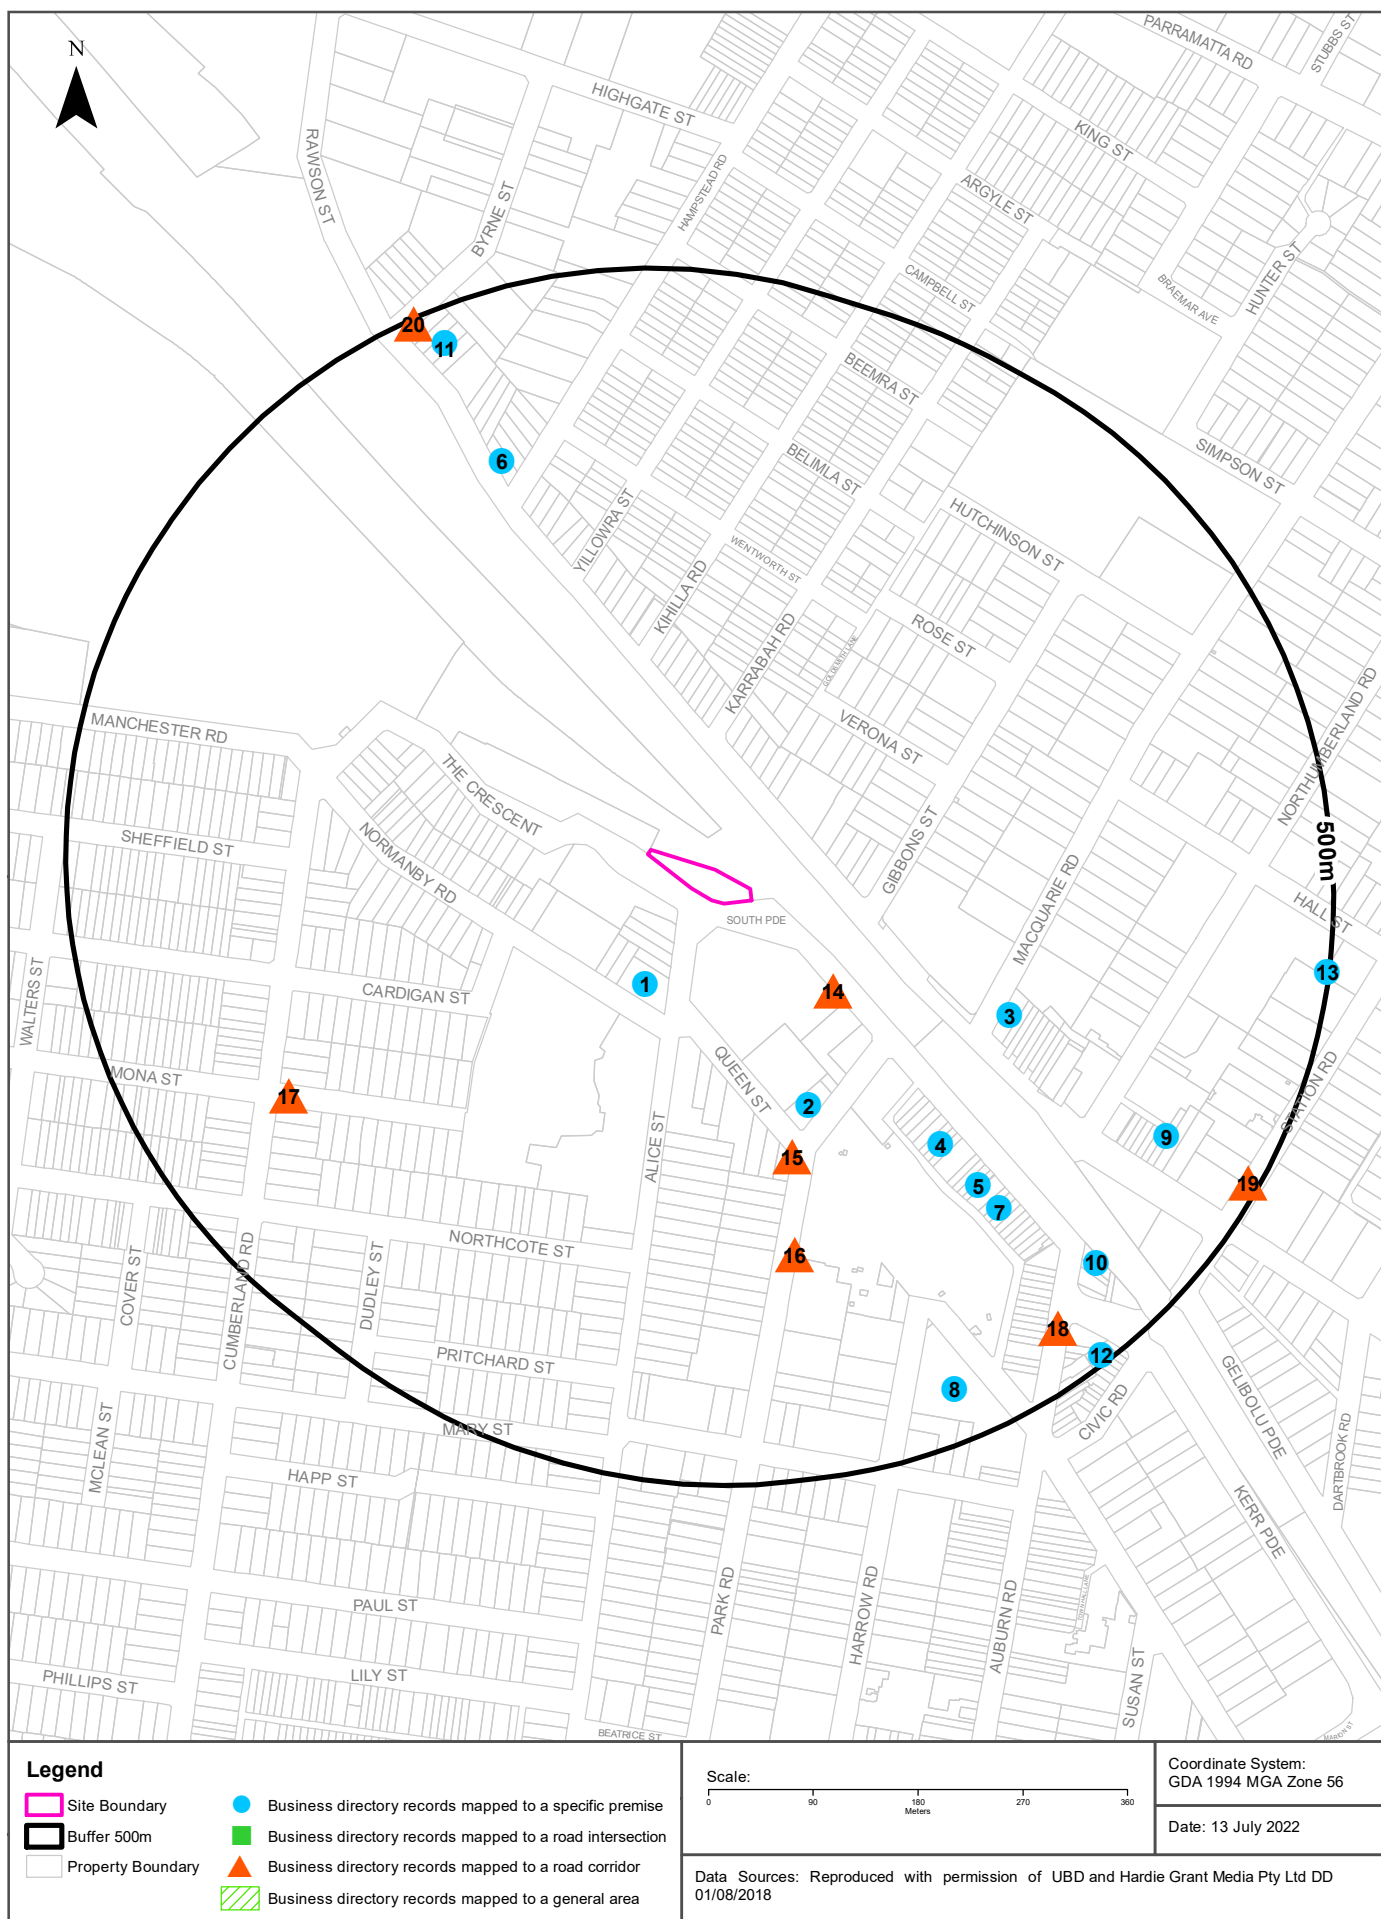 N
PARRAMATTA RD
STUBBS ST
HIGHGATE ST
KING ST
RAWSON ST
HAMPSTEAD RD
ARGYLE ST
BYRNE ST
HUNTER ST
CAMPBELL ST
BRAEMAR AVE
20
11
BEEMRA ST
SIMPSON ST
6
BELIMLA ST
YILLOWRA ST
HUTCHINSON ST
WENTWORTH ST
KIHILLA RD
ROSE ST
KARRABAH RD
NORTHUMBERLAND RD
MANCHESTER RD
VERONA ST
THE CRESCENT
SHEFFIELD ST
NORMANBY RD
GIBBONS ST
500m
MACQUARIE RD
HALL ST
SOUTH PDE
13
1
CARDIGAN ST
14
WALTERS ST
3
MONA ST
17
QUEEN ST
2
STATION RD
9
4
ALICE ST
15
5
19
7
NORTHCOTE ST
16
10
COVER ST
CUMBERLAND RD
DUDLEY ST
18
12
PRITCHARD ST
8
GELIBOLU PDE
CIVIC RD
MARY ST
MCLEAN ST
HAPP ST
DARTBROOK RD
KERR PDE
PAUL ST
PARK RD
HARROW RD
AUBURN RD
TOWN HALL LANE
LILY ST
PHILLIPS ST
SUSAN ST
BEATRICE ST
MARION ST
Legend
Site Boundary
Buffer 500m
Property Boundary
Business directory records mapped to a specific premise
Business directory records mapped to a road intersection
Business directory records mapped to a road corridor
Business directory records mapped to a general area
Scale:
0 90 180 270 360
Meters
Coordinate System:
GDA 1994 MGA Zone 56
Date: 13 July 2022
Data Sources: Reproduced with permission of UBD and Hardie Grant Media Pty Ltd DD
01/08/2018